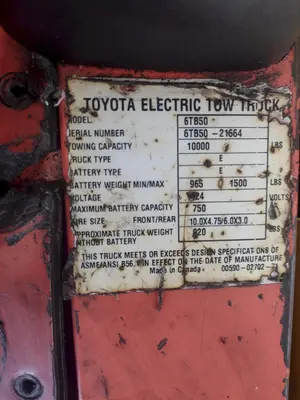 TOYOTA ELECTRIC TOW TRUCK
MODEL 6TB50
SERIAL NUMBER 6TB50-21664
TOWING CAPACITY 10000 LBS
TRUCK TYPE E
BATTERY TYPE E
BATTERY WEIGHT MIN/MAX 965 1500 LBS
VOLTAGE 24 VOLTS
MAXIMUM BATTERY CAPACITY 750
TIRE SIZE FRONT/REAR 10.0X4.75/6.0X3.0
APPROXIMATE TRUCK WEIGHT 820
WITHOUT BATTERY
THIS TRUCK MEETS OR EXCEEDS DESIGN SPECIFICATIONS OF
ASME/ANSI B56. IN EFFECT ON THE DATE OF MANUFACTURE
Made in Canada 00590-02702